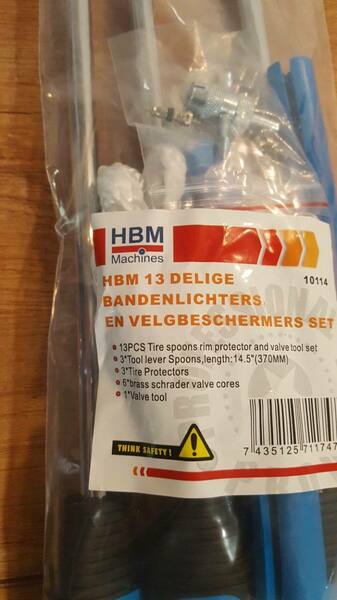 HBM
Machines
HBM 13 DELIGE 10114
BANDENLICHTERS
EN VELGBESCHERMERS SET
13PCS Tire spoons rim protector and valve tool set
3*Tool lever Spoons,length:14.5"(370MM)
3*Tire Protectors
6*brass schrader valve cores
1*Valve tool
THINK SAFETY !
7 435125 711747